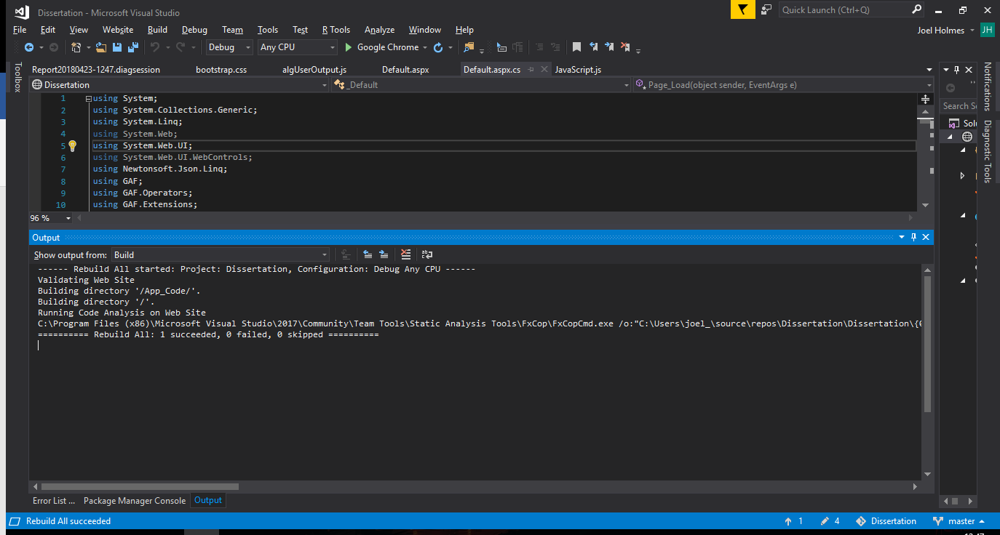 Dissertation - Microsoft Visual Studio
Quick Launch (Ctrl+Q)
File Edit View Website Build Debug Team Tools Test R Tools Analyze Window Help
Joel Holmes JH
Debug Any CPU Google Chrome
Toolbox
Report20180423-1247.diagsession bootstrap.css algUserOutput.js Default.aspx Default.aspx.cs JavaScript.js
Dissertation _Default Page_Load(object sender, EventArgs e)
1 using System;
2 using System.Collections.Generic;
3 using System.Linq;
4 using System.Web;
5 using System.Web.UI;
6 using System.Web.UI.WebControls;
7 using Newtonsoft.Json.Linq;
8 using GAF;
9 using GAF.Operators;
10 using GAF.Extensions;
96 %
Search So
Solu
Notifications
Diagnostic Tools
Output
Show output from: Build
------ Rebuild All started: Project: Dissertation, Configuration: Debug Any CPU ------
Validating Web Site
Building directory '/App_Code/'.
Building directory '/'.
Running Code Analysis on Web Site
C:\Program Files (x86)\Microsoft Visual Studio\2017\Community\Team Tools\Static Analysis Tools\FxCop\FxCopCmd.exe /o:"C:\Users\joel_\source\repos\Dissertation\Dissertation\{
========== Rebuild All: 1 succeeded, 0 failed, 0 skipped ==========
Error List ... Package Manager Console Output
Rebuild All succeeded 1 4 Dissertation master